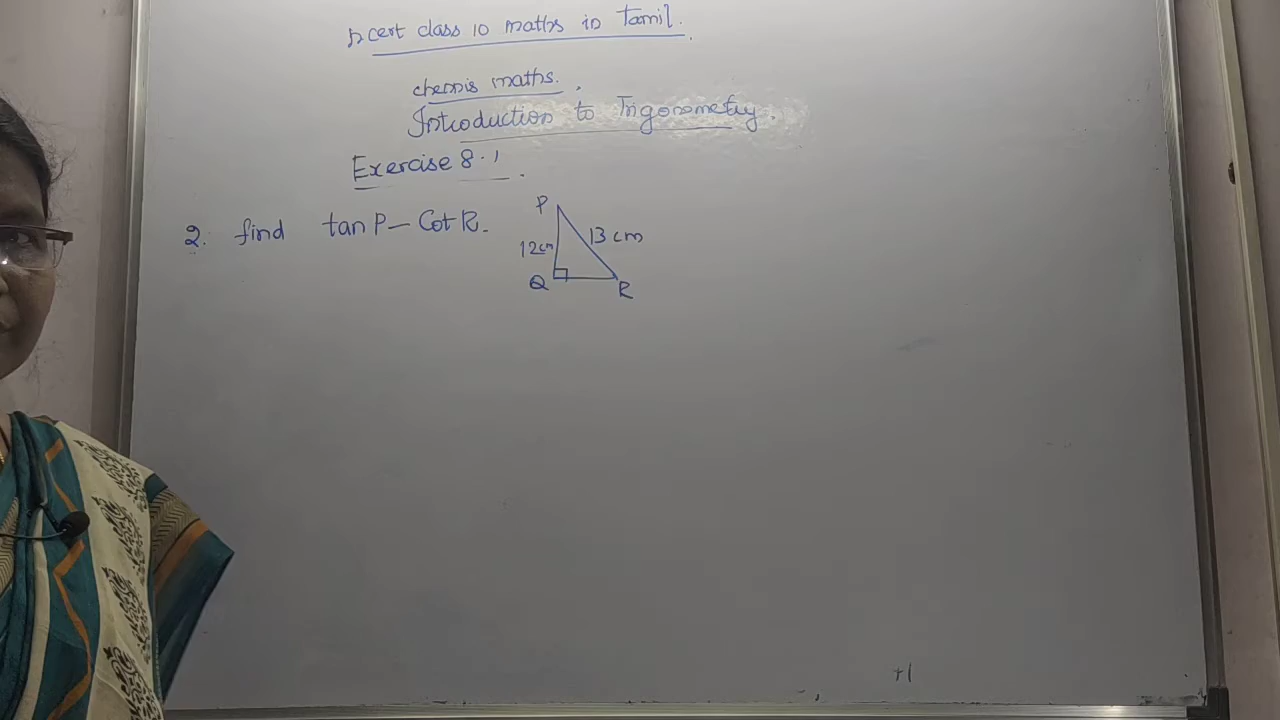 ncert class 10 maths in Tamil.
chennis maths.
Introduction to Trigonometry.
Exercise 8.1
2. find tan P - Cot R.
P
12cm 13 cm
Q R